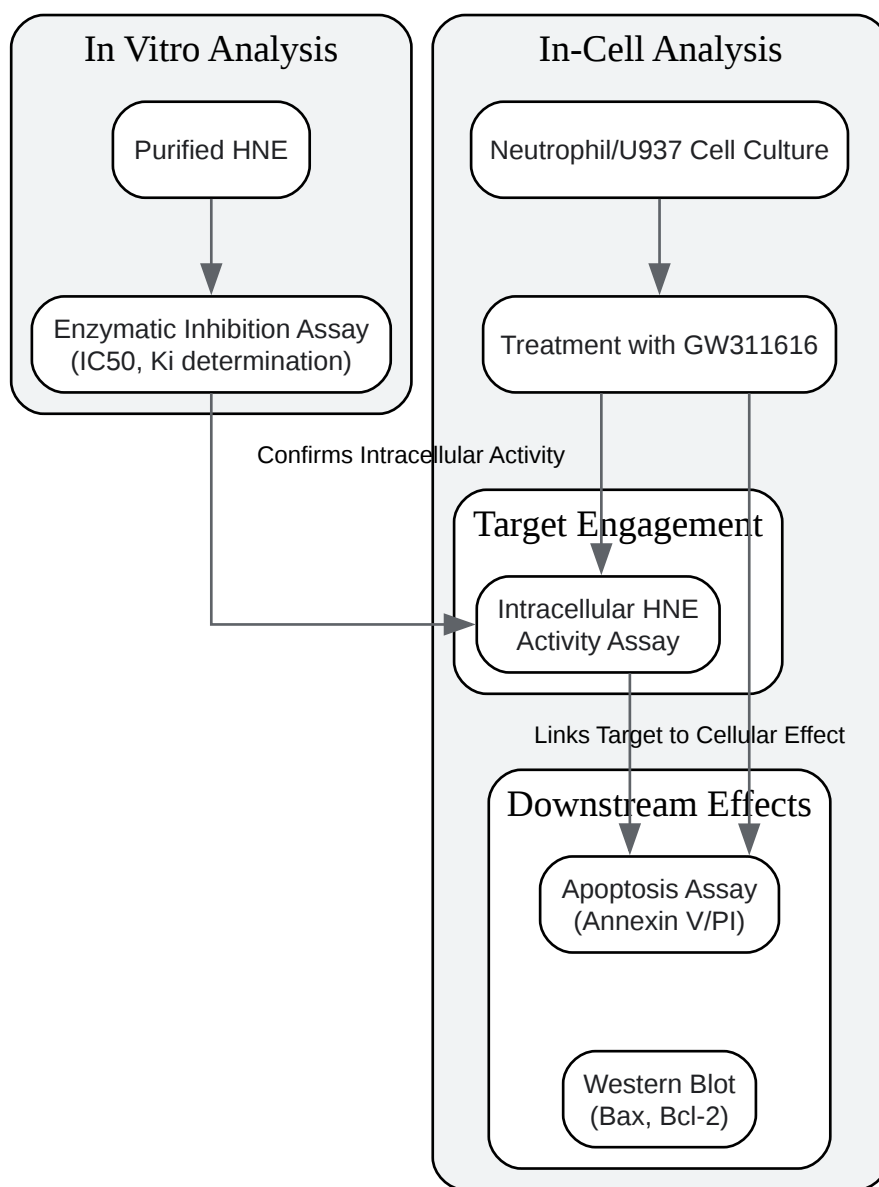 In Vitro Analysis
Purified HNE
Enzymatic Inhibition Assay
(IC50, Ki determination)
In-Cell Analysis
Neutrophil/U937 Cell Culture
Treatment with GW311616
Confirms Intracellular Activity
Target Engagement
Intracellular HNE
Activity Assay
Links Target to Cellular Effect
Downstream Effects
Apoptosis Assay
(Annexin V/PI)
Western Blot
(Bax, Bcl-2)